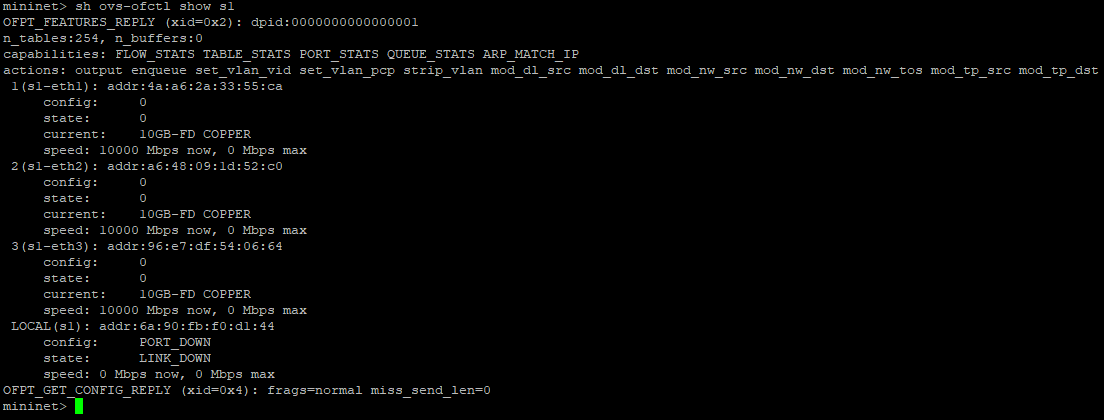 mininet> sh ovs-ofctl show s1
OFPT_FEATURES_REPLY (xid=0x2): dpid:0000000000000001
n_tables:254, n_buffers:0
capabilities: FLOW_STATS TABLE_STATS PORT_STATS QUEUE_STATS ARP_MATCH_IP
actions: output enqueue set_vlan_vid set_vlan_pcp strip_vlan mod_dl_src mod_dl_dst mod_nw_src mod_nw_dst mod_nw_tos mod_tp_src mod_tp_dst
 1(s1-eth1): addr:4a:a6:2a:33:55:ca
     config:     0
     state:      0
     current:    10GB-FD COPPER
     speed: 10000 Mbps now, 0 Mbps max
 2(s1-eth2): addr:a6:48:09:1d:52:c0
     config:     0
     state:      0
     current:    10GB-FD COPPER
     speed: 10000 Mbps now, 0 Mbps max
 3(s1-eth3): addr:96:e7:df:54:06:64
     config:     0
     state:      0
     current:    10GB-FD COPPER
     speed: 10000 Mbps now, 0 Mbps max
 LOCAL(s1): addr:6a:90:fb:f0:d1:44
     config:     PORT_DOWN
     state:      LINK_DOWN
     speed: 0 Mbps now, 0 Mbps max
OFPT_GET_CONFIG_REPLY (xid=0x4): frags=normal miss_send_len=0
mininet>